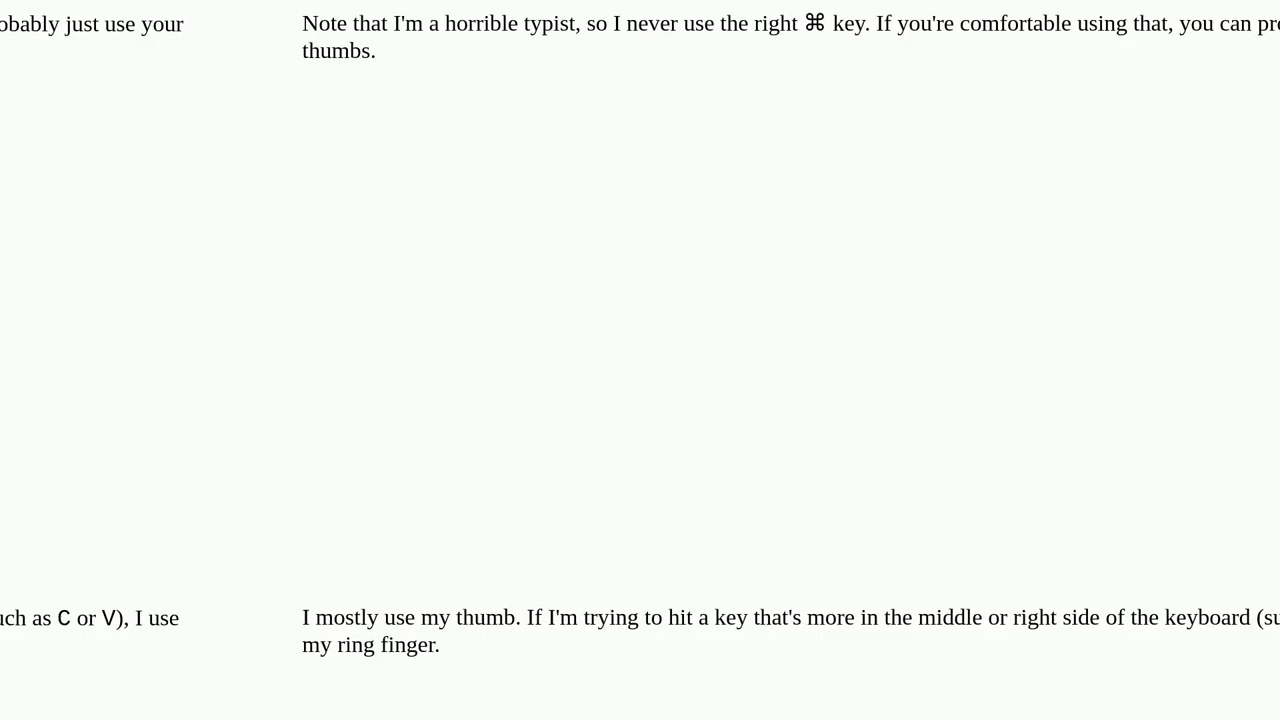 obably just use your
Note that I'm a horrible typist, so I never use the right ⌘ key. If you're comfortable using that, you can pr
thumbs.
uch as C or V), I use
I mostly use my thumb. If I'm trying to hit a key that's more in the middle or right side of the keyboard (su
my ring finger.